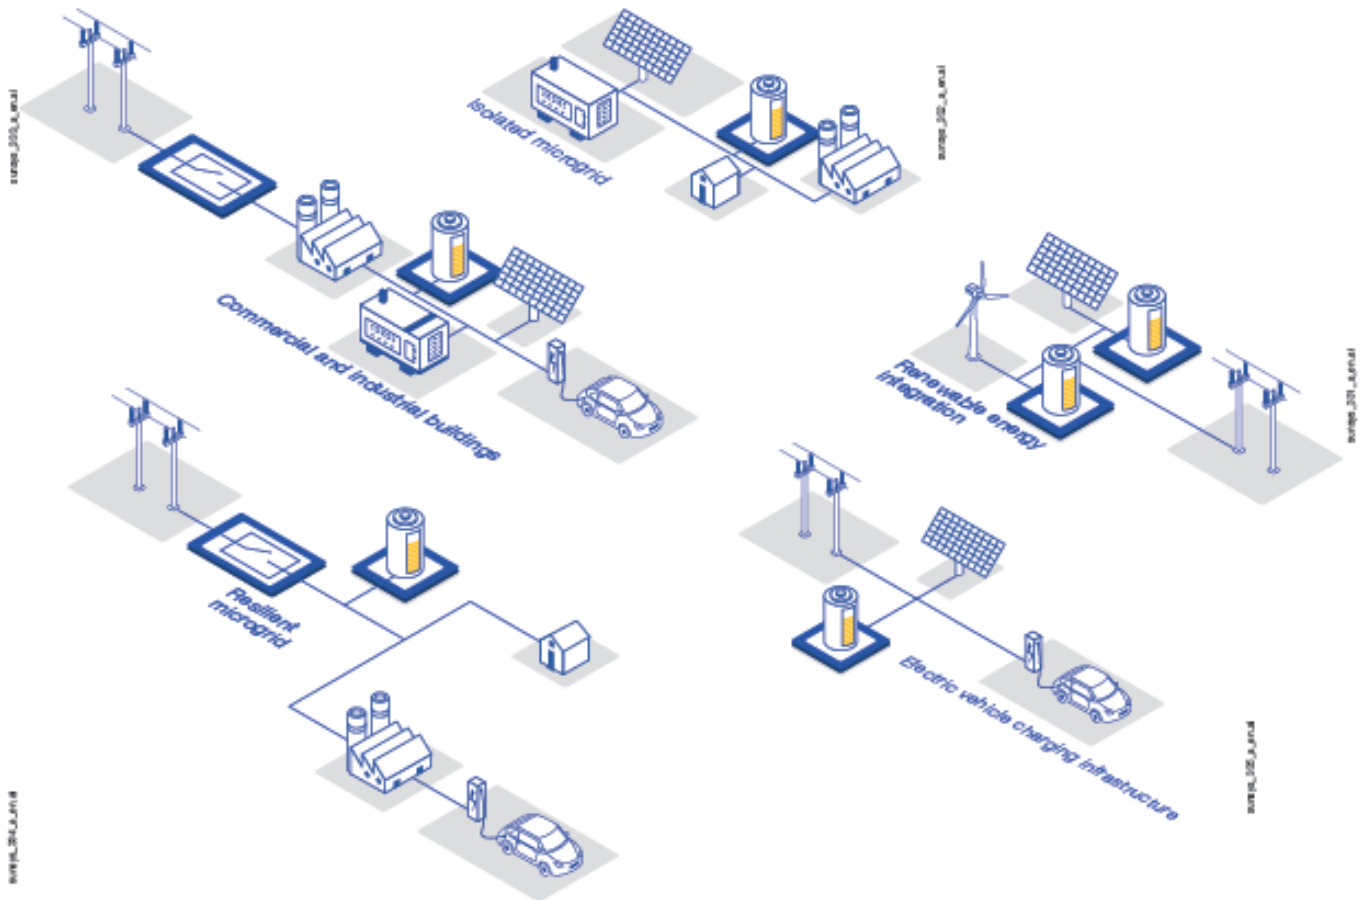 Isolated microgrid
Commercial and industrial buildings
Renewable energy
integration
Resilient
microgrid
Electric vehicle charging infrastructure